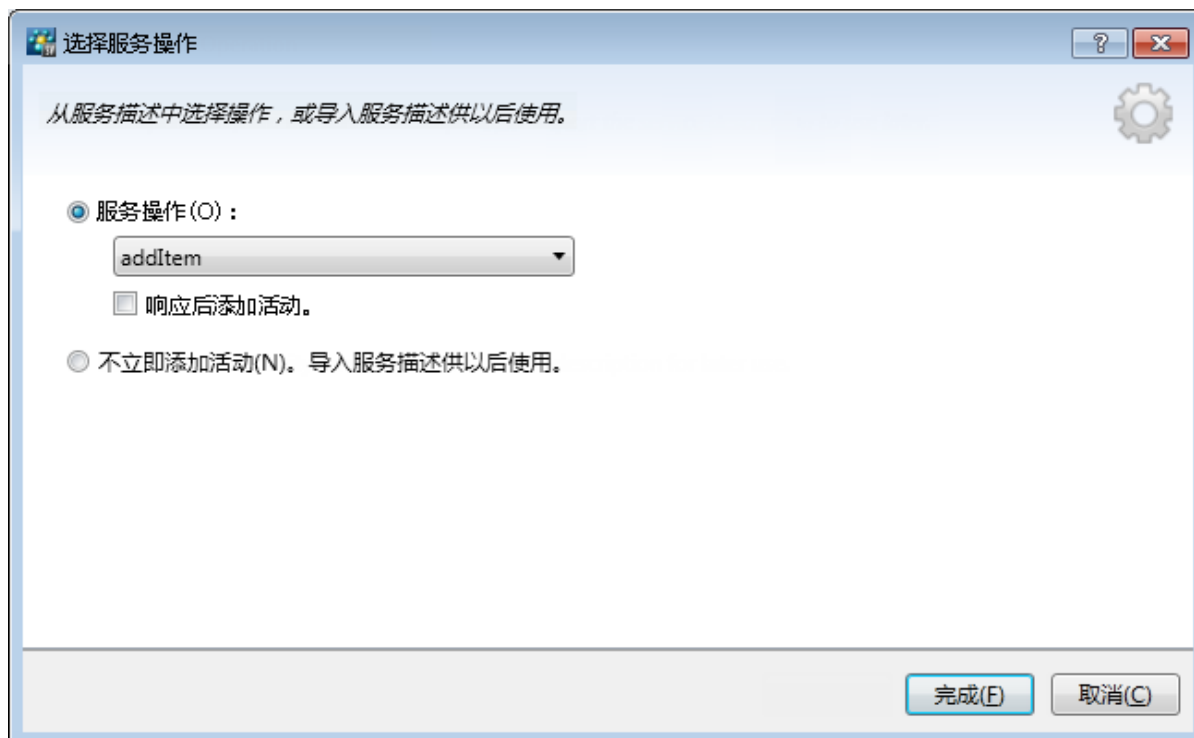 选择服务操作
从服务描述中选择操作，或导入服务描述供以后使用。
服务操作(O)：
addItem
响应后添加活动。
不立即添加活动(N)。导入服务描述供以后使用。
完成(F) 取消(C)